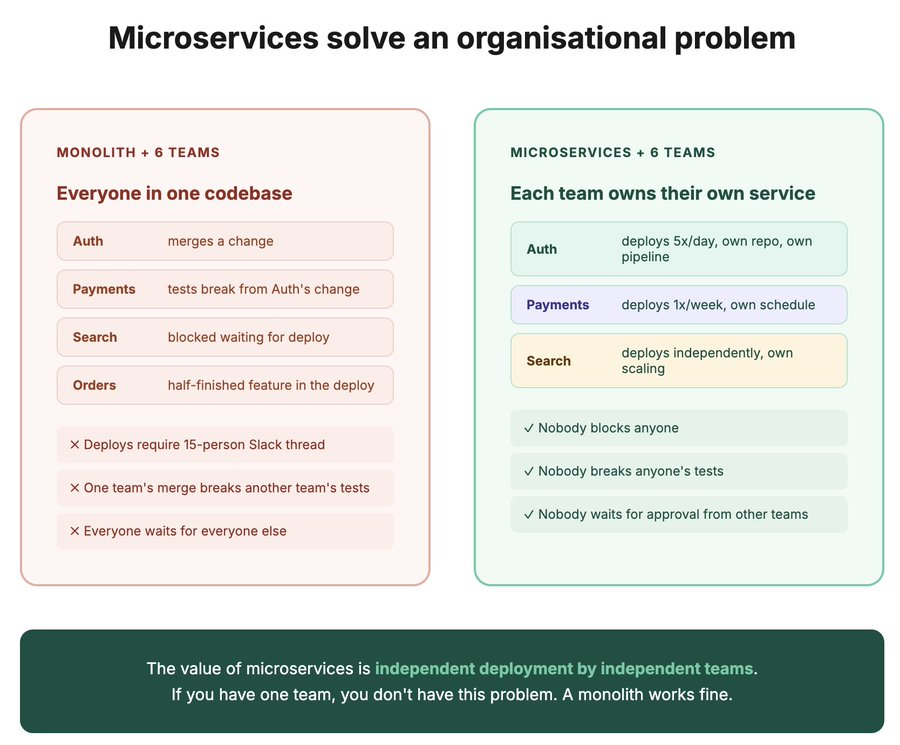 Microservices solve an organisational problem
MONOLITH + 6 TEAMS
Everyone in one codebase
Auth merges a change
Payments tests break from Auth's change
Search blocked waiting for deploy
Orders half-finished feature in the deploy
✕ Deploys require 15-person Slack thread
✕ One team's merge breaks another team's tests
✕ Everyone waits for everyone else
MICROSERVICES + 6 TEAMS
Each team owns their own service
Auth deploys 5x/day, own repo, own
pipeline
Payments deploys 1x/week, own schedule
Search deploys independently, own
scaling
✓ Nobody blocks anyone
✓ Nobody breaks anyone's tests
✓ Nobody waits for approval from other teams
The value of microservices is independent deployment by independent teams.
If you have one team, you don't have this problem. A monolith works fine.